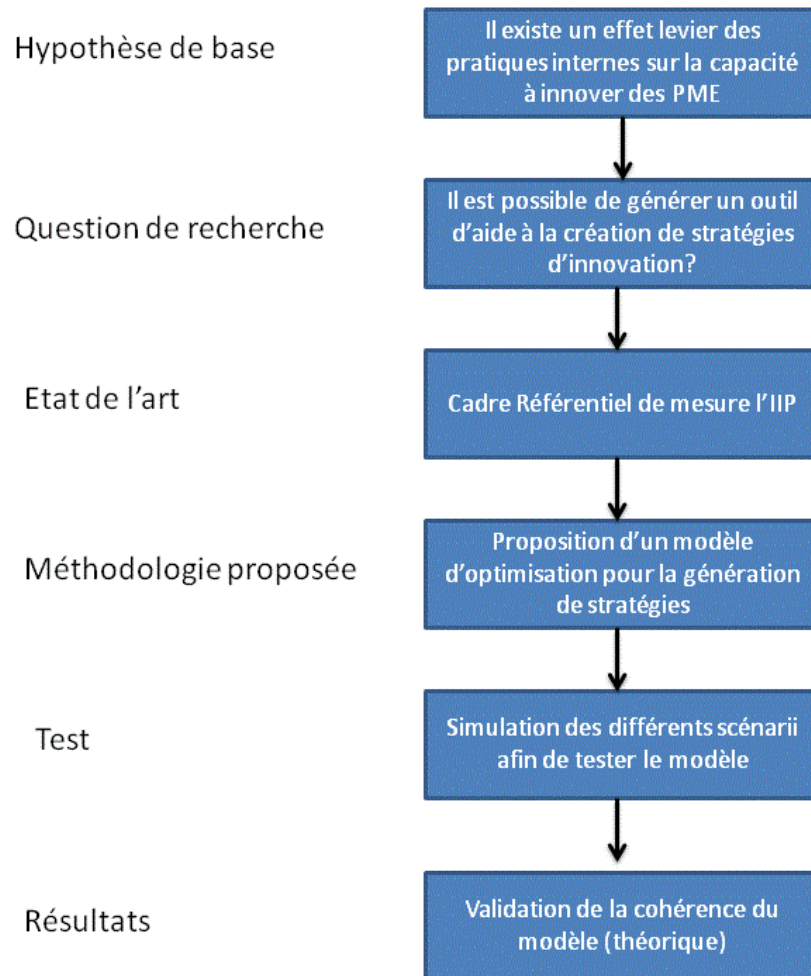 Hypothèse de base
Il existe un effet levier des
pratiques internes sur la capacité
à innover des PME
Question de recherche
Il est possible de générer un outil
d'aide à la création de stratégies
d'innovation?
Etat de l'art
Cadre Référentiel de mesure l'IIP
Méthodologie proposée
Proposition d'un modèle
d'optimisation pour la génération
de stratégies
Test
Simulation des différents scénarii
afin de tester le modèle
Résultats
Validation de la cohérence du
modèle (théorique)